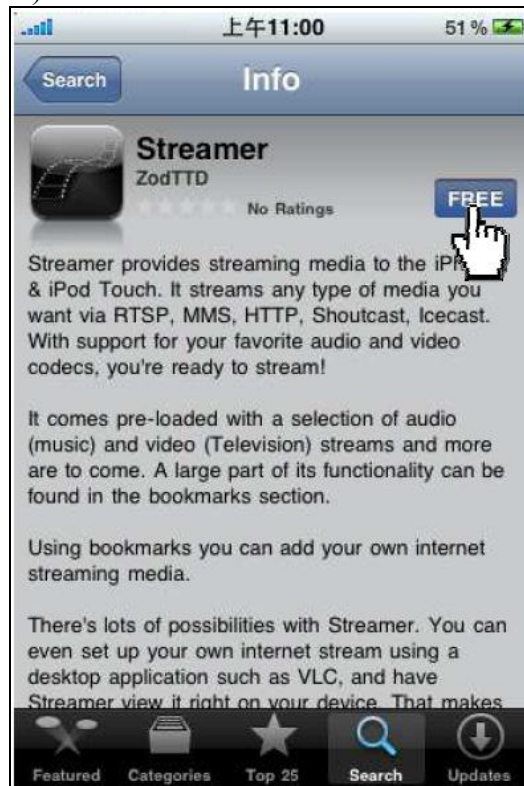 上午11:00
51 %
Search
Info
Streamer
ZodTTD
No Ratings
FREE
Streamer provides streaming media to the
& iPod Touch. It streams any type of media you
want via RTSP, MMS, HTTP, Shoutcast, Icecast.
With support for your favorite audio and video
codecs, you're ready to stream!
It comes pre-loaded with a selection of audio
(music) and video (Television) streams and more
are to come. A large part of its functionality can be
found in the bookmarks section.
Using bookmarks you can add your own internet
streaming media.
There's lots of possibilities with Streamer. You can
even set up your own internet stream using a
desktop application such as VLC, and have
Streamer view it right on your device. That makes
Featured
Categories
Top 25
Search
Updates